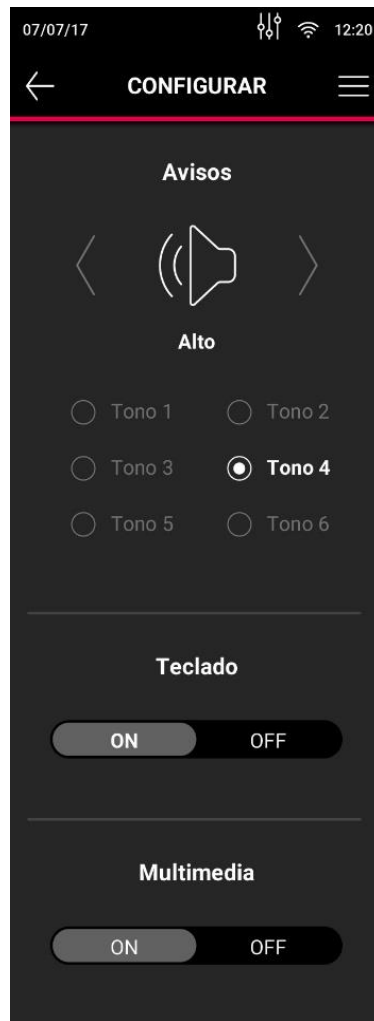 07/07/17 12:20
CONFIGURAR
Avisos
Alto
Tono 1 Tono 2
Tono 3 Tono 4
Tono 5 Tono 6
Teclado
ON OFF
Multimedia
ON OFF